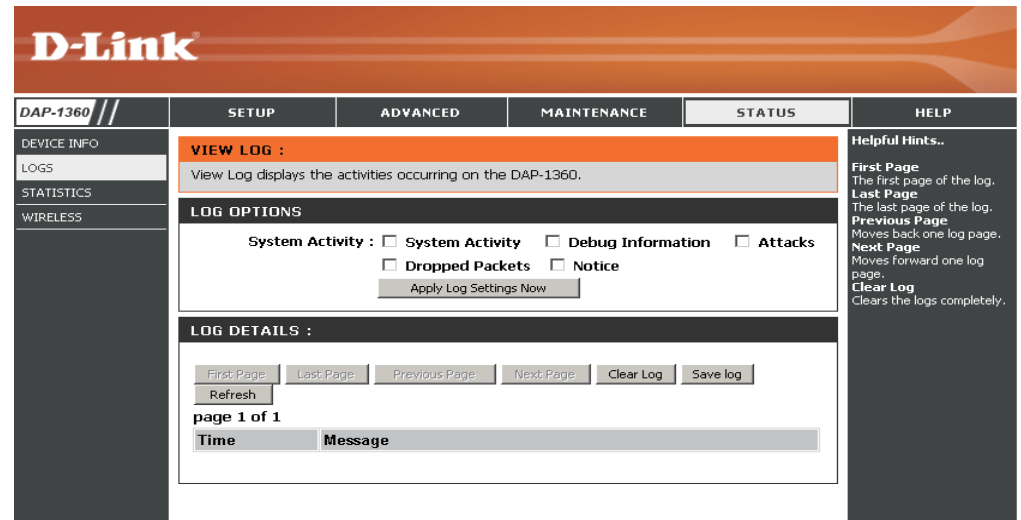 D-Link®
DAP-1360 //
SETUP
ADVANCED
MAINTENANCE
STATUS
HELP
DEVICE INFO
LOGS
STATISTICS
WIRELESS
VIEW LOG :
View Log displays the activities occurring on the DAP-1360.
LOG OPTIONS
System Activity : System Activity Debug Information Attacks
Dropped Packets Notice
Apply Log Settings Now
LOG DETAILS :
First Page Last Page Previous Page Next Page Clear Log Save log
Refresh
page 1 of 1
Time Message
Helpful Hints..
First Page
The first page of the log.
Last Page
The last page of the log.
Previous Page
Moves back one log page.
Next Page
Moves forward one log
page.
Clear Log
Clears the logs completely.